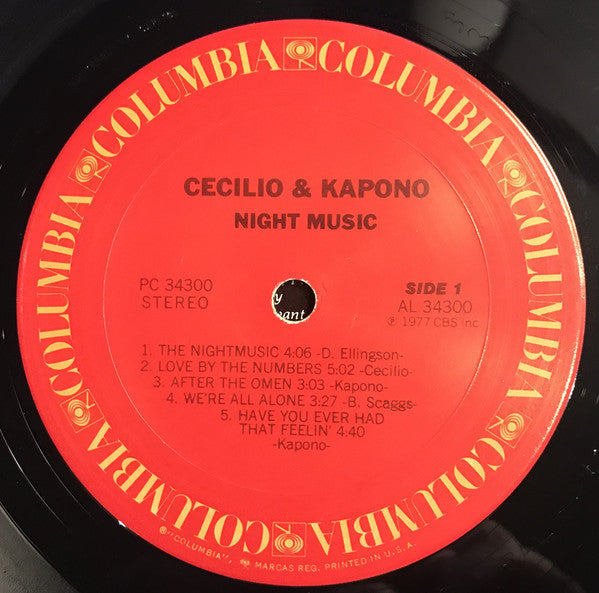 COLUMBIA COLUMBIA COLUMBIA COLUMBIA COLUMBIA COLUMBIA COLUMBIA COLUMBIA
CECILIO & KAPONO
NIGHT MUSIC
PC 34300
STEREO
SIDE 1
AL 34300
℗ 1977 CBS Inc.
1. THE NIGHTMUSIC 4:06 -D. Ellingson-
2. LOVE BY THE NUMBERS 5:02 -Cecilio-
3. AFTER THE OMEN 3:03 -Kapono-
4. WE'RE ALL ALONE 3:27 -B. Scaggs-
5. HAVE YOU EVER HAD
THAT FEELIN' 4:40
-Kapono-
®"COLUMBIA", MARCAS REG. PRINTED IN U.S.A.